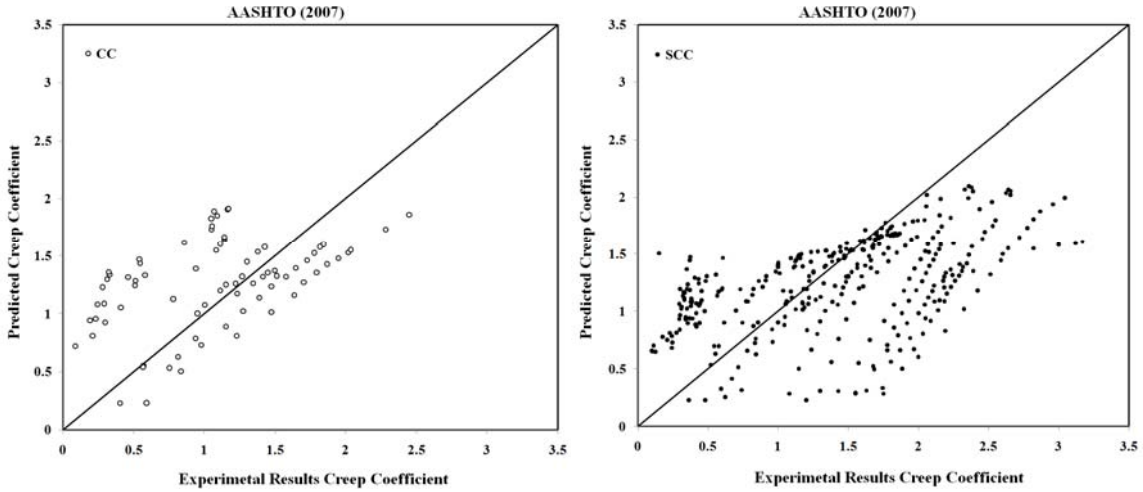 AASHTO (2007)
3.5
3
2.5
2
1.5
1
0.5
0
CC
Predicted Creep Coefficient
0 0.5 1 1.5 2 2.5 3 3.5
Experimetal Results Creep Coefficient
AASHTO (2007)
3.5
3
2.5
2
1.5
1
0.5
0
SCC
Predicted Creep Coefficient
0 0.5 1 1.5 2 2.5 3 3.5
Experimetal Results Creep Coefficient